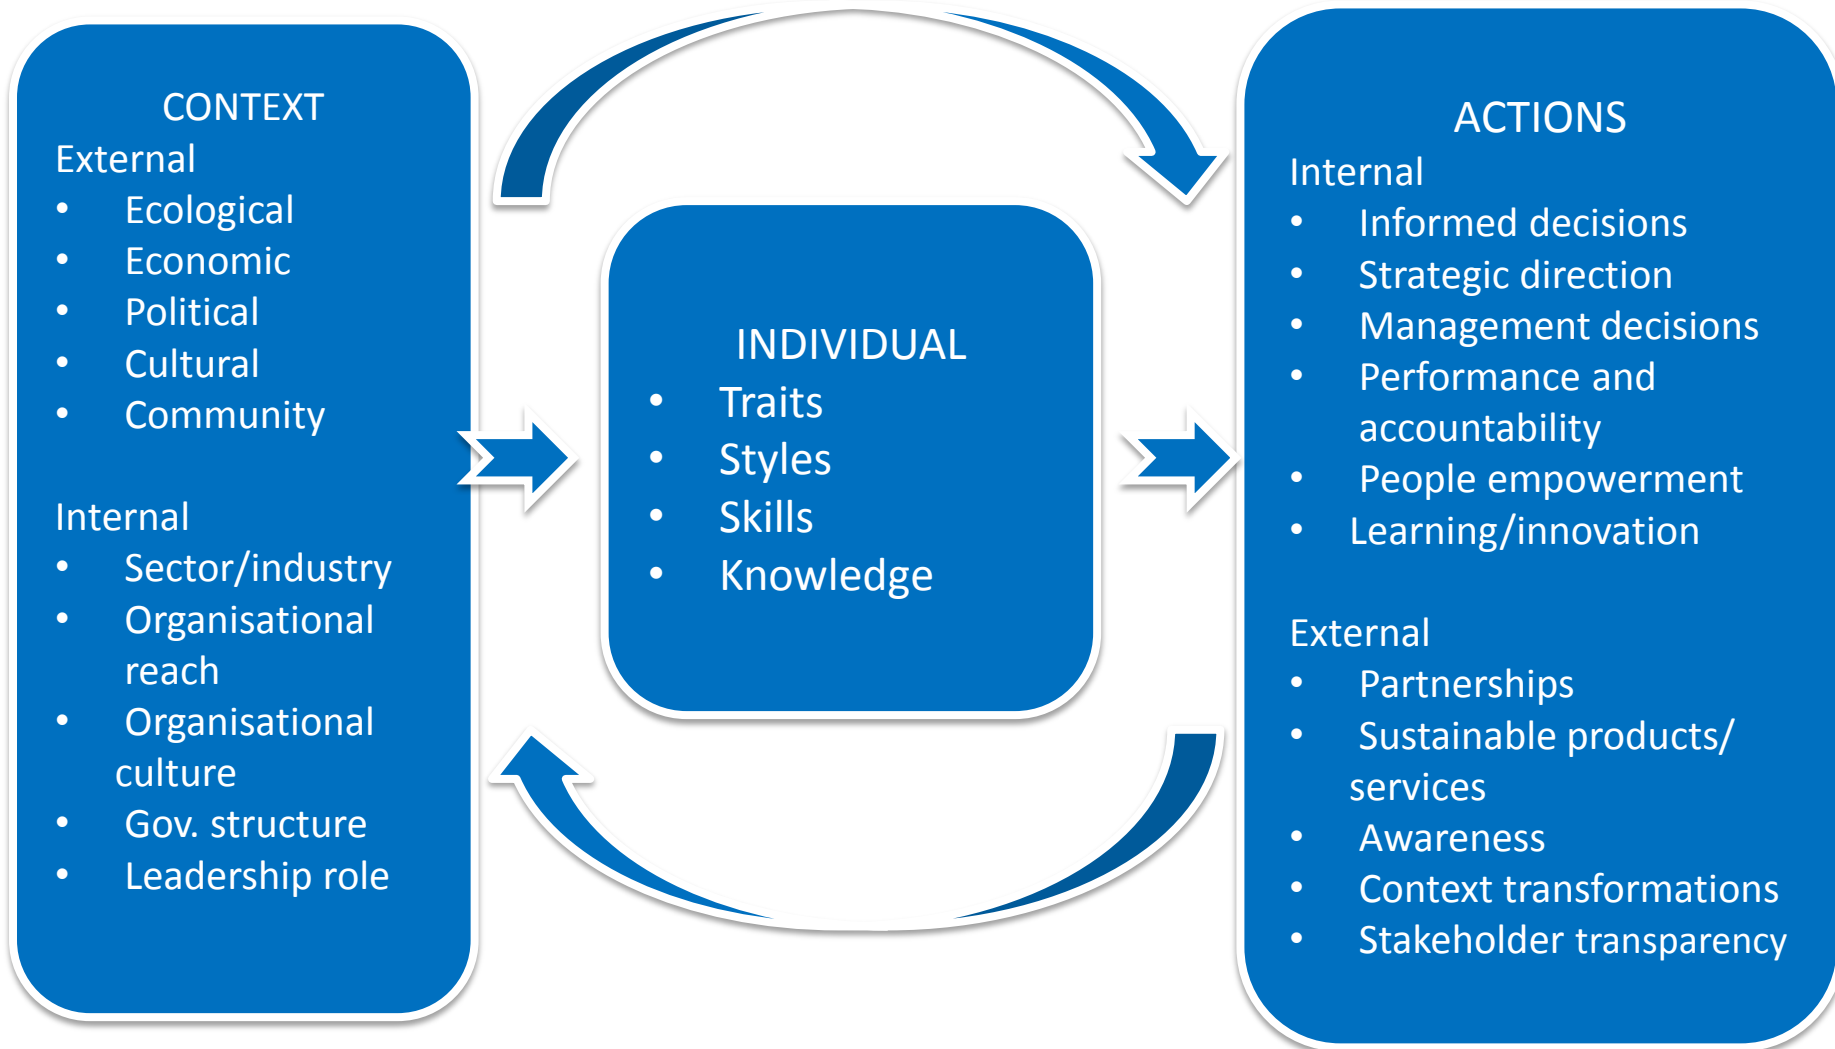 CONTEXT
External
• Ecological
• Economic
• Political
• Cultural
• Community
Internal
• Sector/industry
• Organisational
reach
• Organisational
culture
• Gov. structure
• Leadership role
INDIVIDUAL
• Traits
• Styles
• Skills
• Knowledge
ACTIONS
Internal
• Informed decisions
• Strategic direction
• Management decisions
• Performance and
accountability
• People empowerment
• Learning/innovation
External
• Partnerships
• Sustainable products/
services
• Awareness
• Context transformations
• Stakeholder transparency